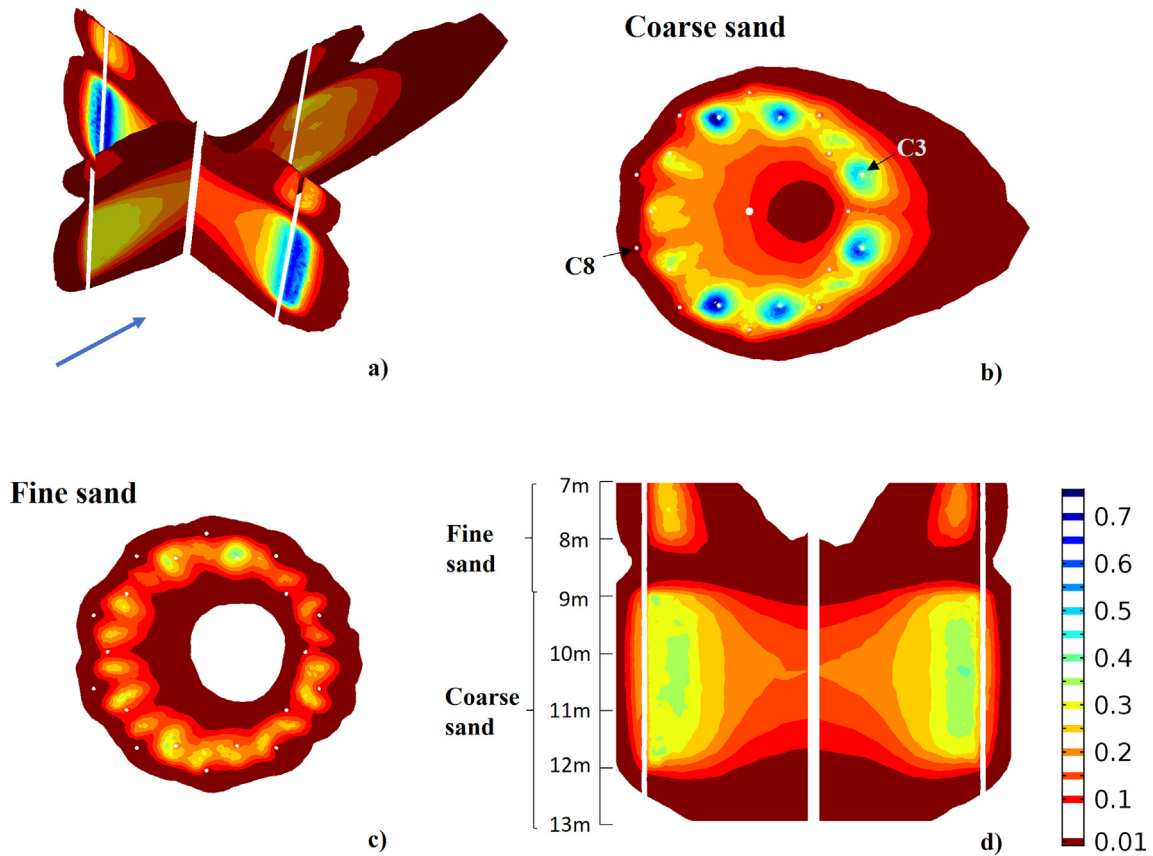 Coarse sand
C3
C8
a)
b)
Fine sand
7m
8m
9m
10m
11m
12m
13m
Fine
sand
Coarse
sand
0.7
0.6
0.5
0.4
0.3
0.2
0.1
0.01
c)
d)